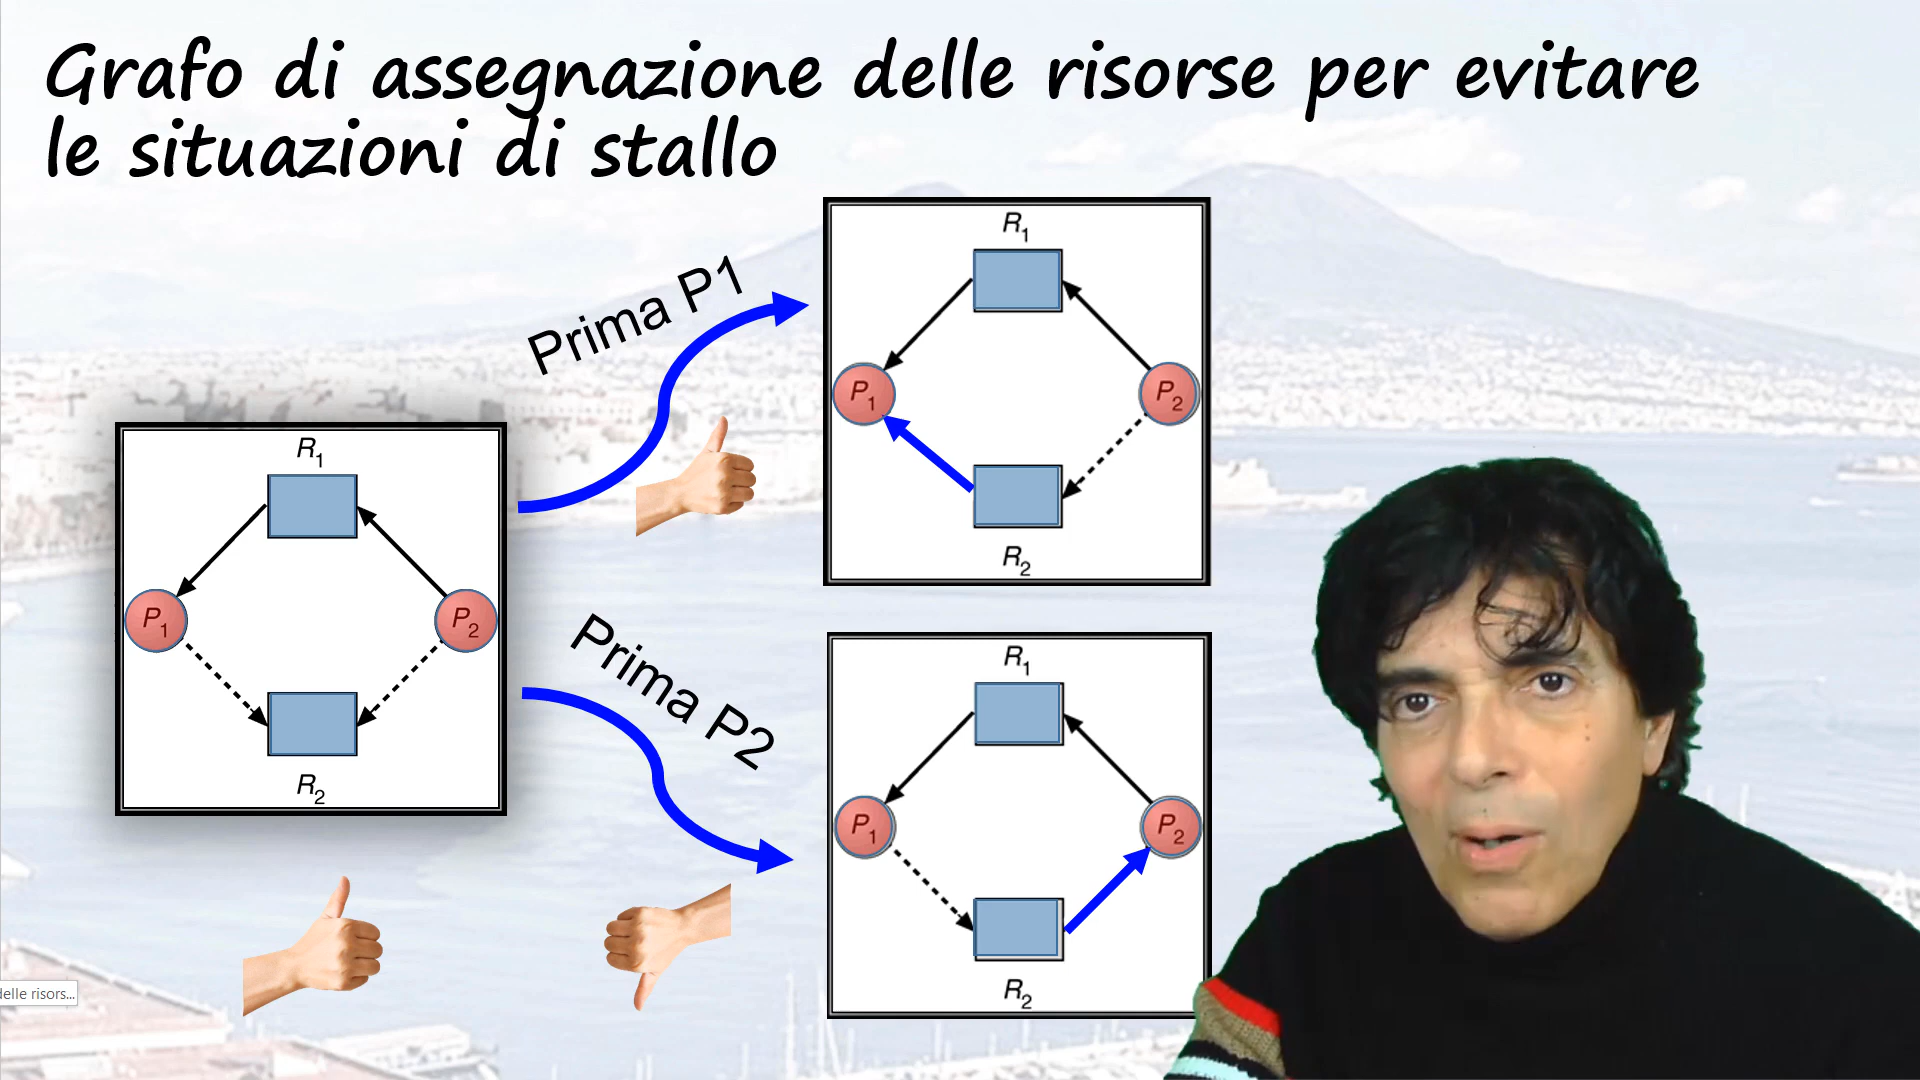 Grafo di assegnazione delle risorse per evitare
le situazioni di stallo
R1
P1
P2
R2
Prima P1
R1
P1
P2
R2
Prima P2
R1
P1
P2
R2
delle risors...